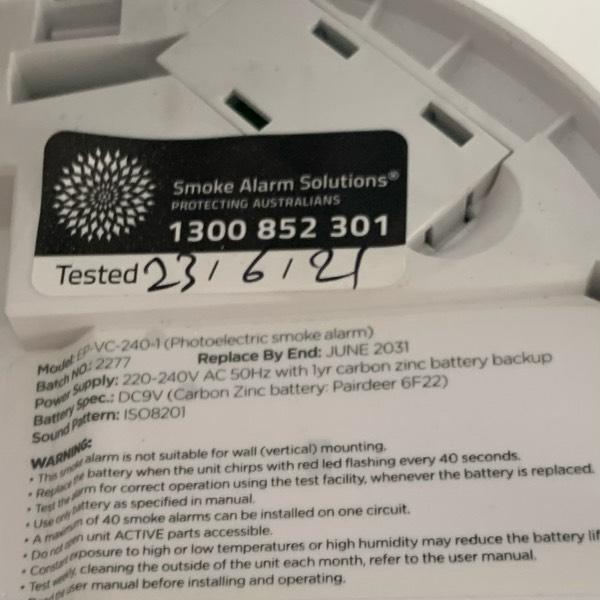 Smoke Alarm Solutions®
PROTECTING AUSTRALIANS
1300 852 301
Tested 23/6/21
Model: EP-VC-240-1 (Photoelectric smoke alarm)
Batch NO.: 2277 Replace By End: JUNE 2031
Power Supply: 220-240V AC 50Hz with 1yr carbon zinc battery backup
Battery Spec.: DC9V (Carbon Zinc battery: Pairdeer 6F22)
Sound Pattern: ISO8201
WARNING:
• This smoke alarm is not suitable for wall (vertical) mounting.
• Replace the battery when the unit chirps with red led flashing every 40 seconds.
• Test the alarm for correct operation using the test facility, whenever the battery is replaced.
• Use only battery as specified in manual.
• A maximum of 40 smoke alarms can be installed on one circuit.
• Do not open unit ACTIVE parts accessible.
• Constant exposure to high or low temperatures or high humidity may reduce the battery lif
• Test weekly, cleaning the outside of the unit each month, refer to the user manual.
user manual before installing and operating.